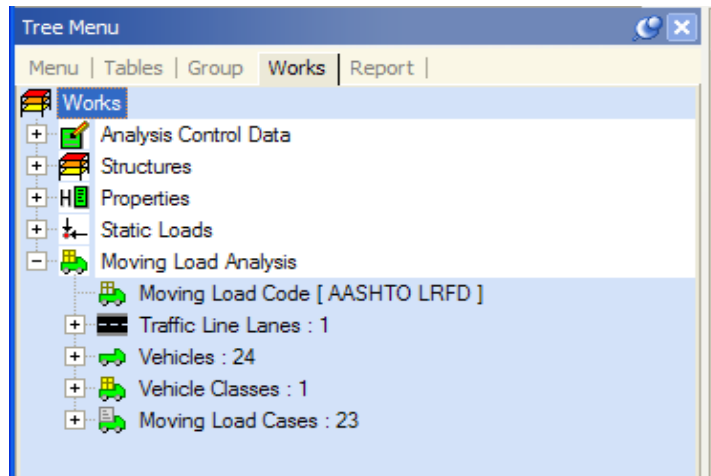 Tree Menu
Menu | Tables | Group Works Report |
Works
Analysis Control Data
Structures
Properties
Static Loads
Moving Load Analysis
Moving Load Code [ AASHTO LRFD ]
Traffic Line Lanes : 1
Vehicles : 24
Vehicle Classes : 1
Moving Load Cases : 23